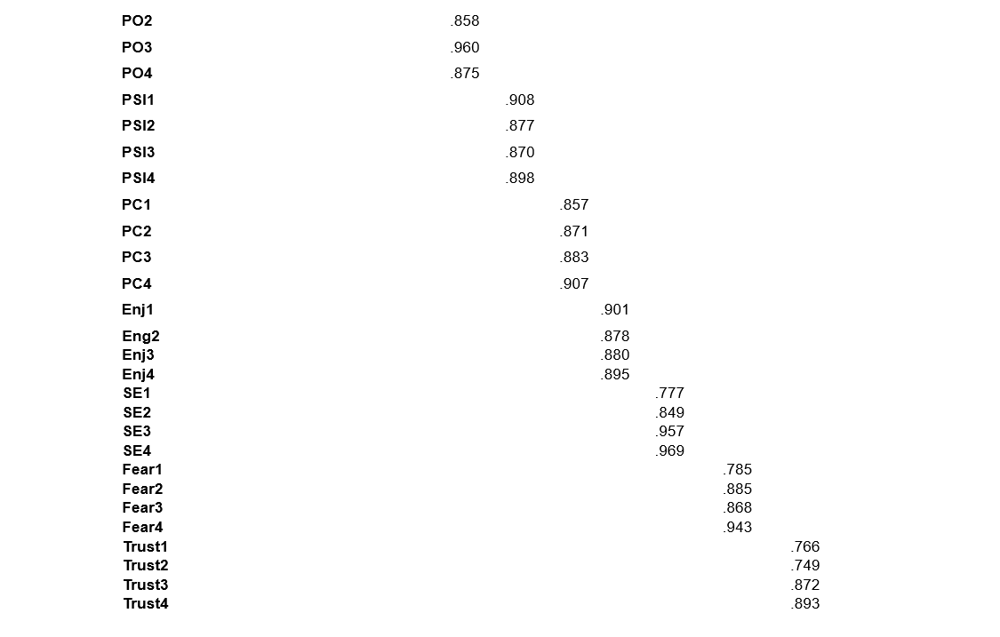 PO2 .858
PO3 .960
PO4 .875
PSI1 .908
PSI2 .877
PSI3 .870
PSI4 .898
PC1 .857
PC2 .871
PC3 .883
PC4 .907
Enj1 .901
Eng2 .878
Enj3 .880
Enj4 .895
SE1 .777
SE2 .849
SE3 .957
SE4 .969
Fear1 .785
Fear2 .885
Fear3 .868
Fear4 .943
Trust1 .766
Trust2 .749
Trust3 .872
Trust4 .893